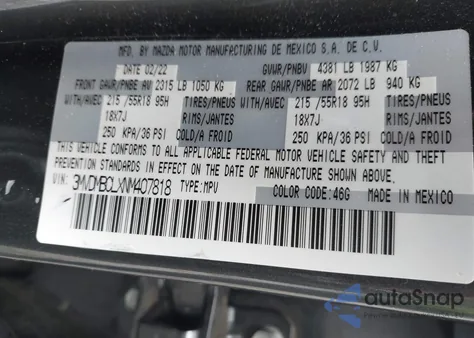 MFD. BY MAZDA MOTOR MANUFACTURING DE MEXICO S.A. DE C.V.
DATE 02/22 GVWR/PNBV 4381 LB 1987 KG
FRONT GAWR/PNBE AV 2315 LB 1050 KG REAR GAWR/PNBE AR 2072 LB 940 KG
WITH/AVEC 215 /55R18 95H TIRES/PNEUS WITH/AVEC 215 /55R18 95H TIRES/PNEUS
18X7J RIMS/JANTES 18X7J RIMS/JANTES
250 KPA/36 PSI COLD/A FROID 250 KPA/36 PSI COLD/A FROID
THIS VEHICLE CONFORMS TO ALL APPLICABLE FEDERAL MOTOR VEHICLE SAFETY AND THEFT
PREVENTION STANDARDS IN EFFECT ON THE DATE OF MANUFACTURE SHOWN ABOVE.
VIN: 3MVDMBCLXNM407818 TYPE:MPV COLOR CODE:46G MADE IN MEXICO
autoSnap